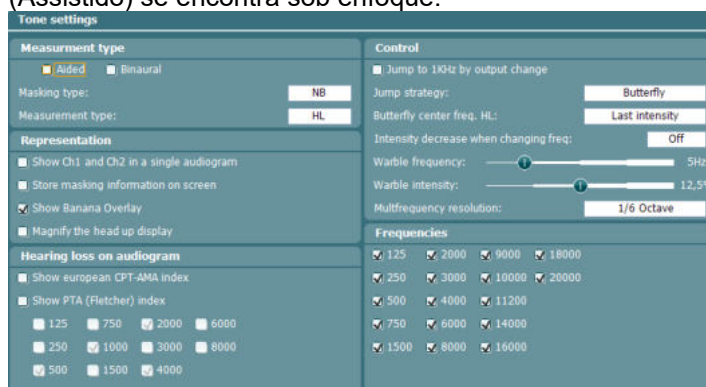 (Assistido) se encontra sob enfoque.
Tone settings
Measurment type
Aided Binaural
Masking type: NB
Measurement type: HL
Representation
Show Ch1 and Ch2 in a single audiogram
Store masking information on screen
Show Banana Overlay
Magnify the head up display
Hearing loss on audiogram
Show european CPT-AMA index
Show PTA (Fletcher) index
125 750 2000 6000
250 1000 3000 8000
500 1500 4000
Control
Jump to 1KHz by output change
Jump strategy: Butterfly
Butterfly center freq. HL: Last intensity
Intensity decrease when changing freq: Off
Warble frequency: 5Hz
Warble intensity: 12,5
Multfrequency resolution: 1/6 Octave
Frequencies
125 2000 9000 18000
250 3000 10000 20000
500 4000 11200
750 6000 14000
1500 8000 16000